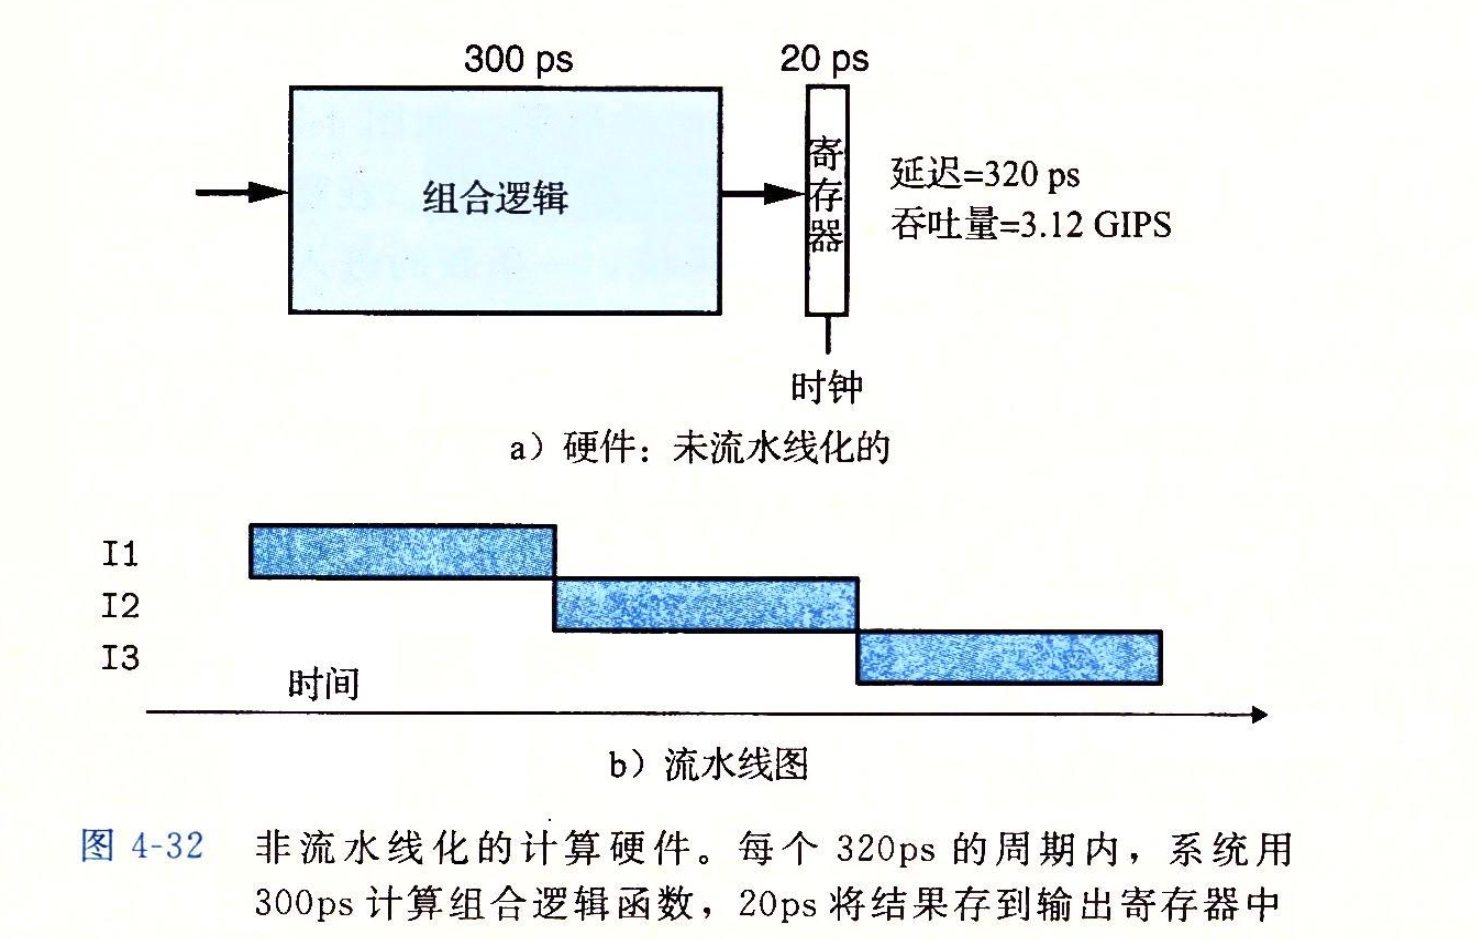 300 ps 20 ps
组合逻辑
寄存器
延迟=320 ps
吞吐量=3.12 GIPS
时钟
a）硬件：未流水线化的
I1
I2
I3
时间
b）流水线图
图 4-32 非流水线化的计算硬件。每个 320ps 的周期内，系统用
300ps 计算组合逻辑函数，20ps 将结果存到输出寄存器中